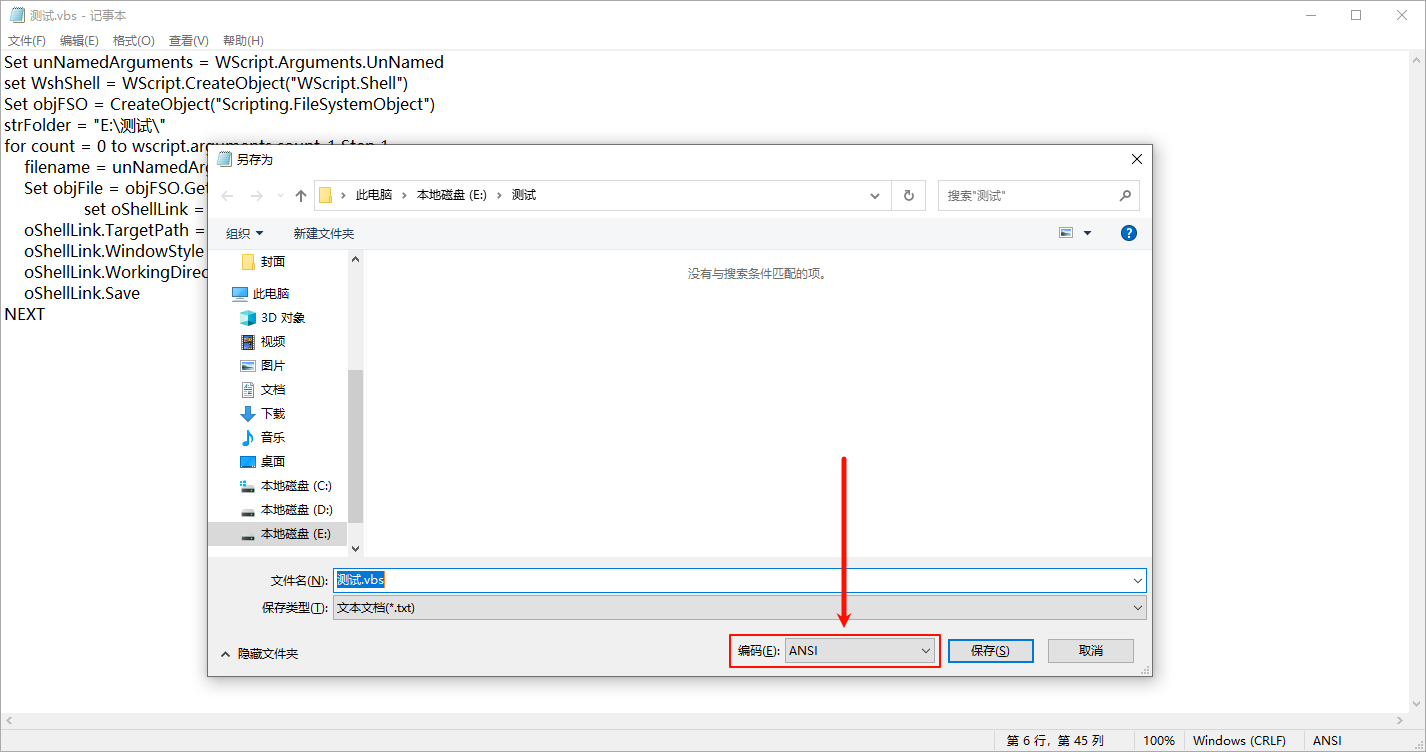 测试.vbs - 记事本
文件(F) 编辑(E) 格式(O) 查看(V) 帮助(H)
Set unNamedArguments = WScript.Arguments.UnNamed
set WshShell = WScript.CreateObject("WScript.Shell")
Set objFSO = CreateObject("Scripting.FileSystemObject")
strFolder = "E:\测试\"
for count = 0 to wscript.arguments.count-1 Step 1
filename = unNamedArg
Set objFile = objFSO.Get
set oShellLink =
oShellLink.TargetPath =
oShellLink.WindowStyle
oShellLink.WorkingDirec
oShellLink.Save
NEXT
另存为
此电脑 本地磁盘 (E:) 测试
搜索"测试"
组织 新建文件夹
没有与搜索条件匹配的项。
封面
此电脑
3D 对象
视频
图片
文档
下载
音乐
桌面
本地磁盘 (C:)
本地磁盘 (D:)
本地磁盘 (E:)
文件名(N): 测试.vbs
保存类型(T): 文本文档(*.txt)
隐藏文件夹
编码(E): ANSI 保存(S) 取消
第 6 行，第 45 列 100% Windows (CRLF) ANSI